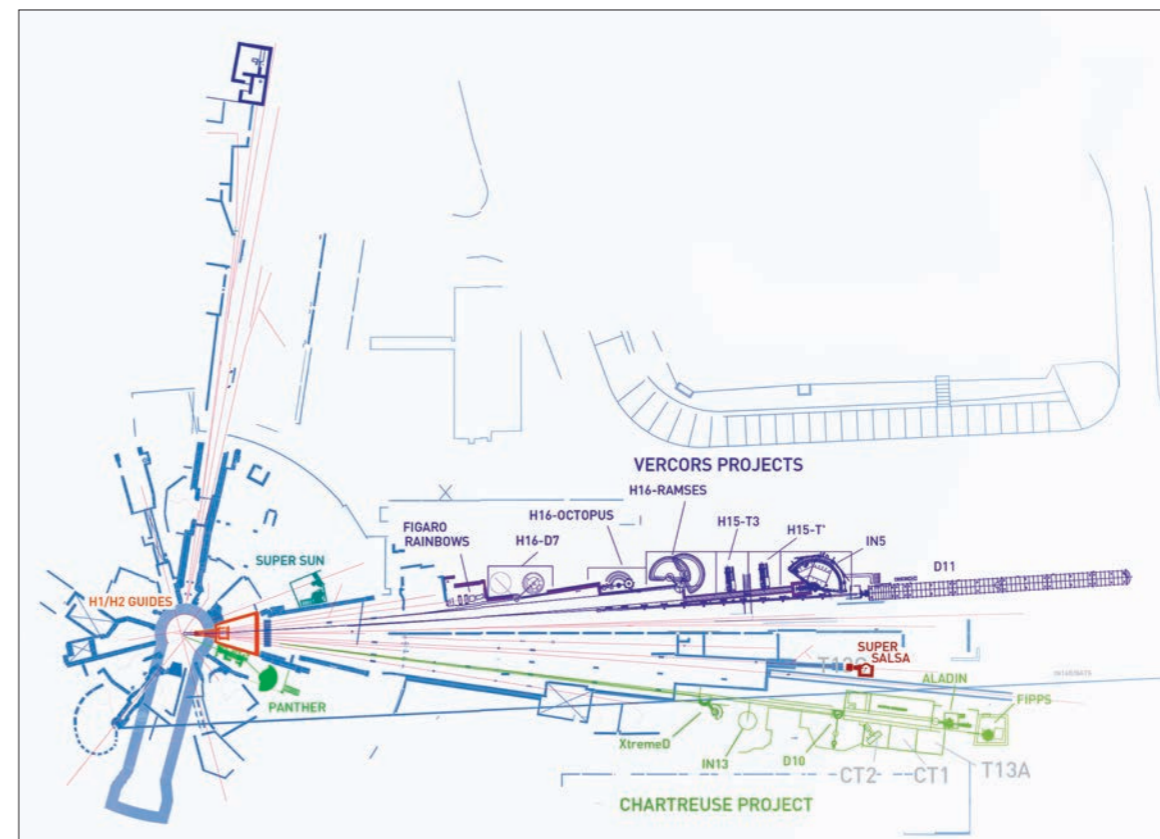 VERCORS PROJECTS
H16-RAMSES
H16-OCTOPUS
H15-T3
FIGARO
RAINBOWS
H16-D7
H15-T'
IN5
D11
SUPER SUN
H1/H2 GUIDES
SUPER
SALSA
ALADIN
FIPPS
PANTHER
XtremeD
IN13
D10
CT2
CT1
T13A
CHARTREUSE PROJECT